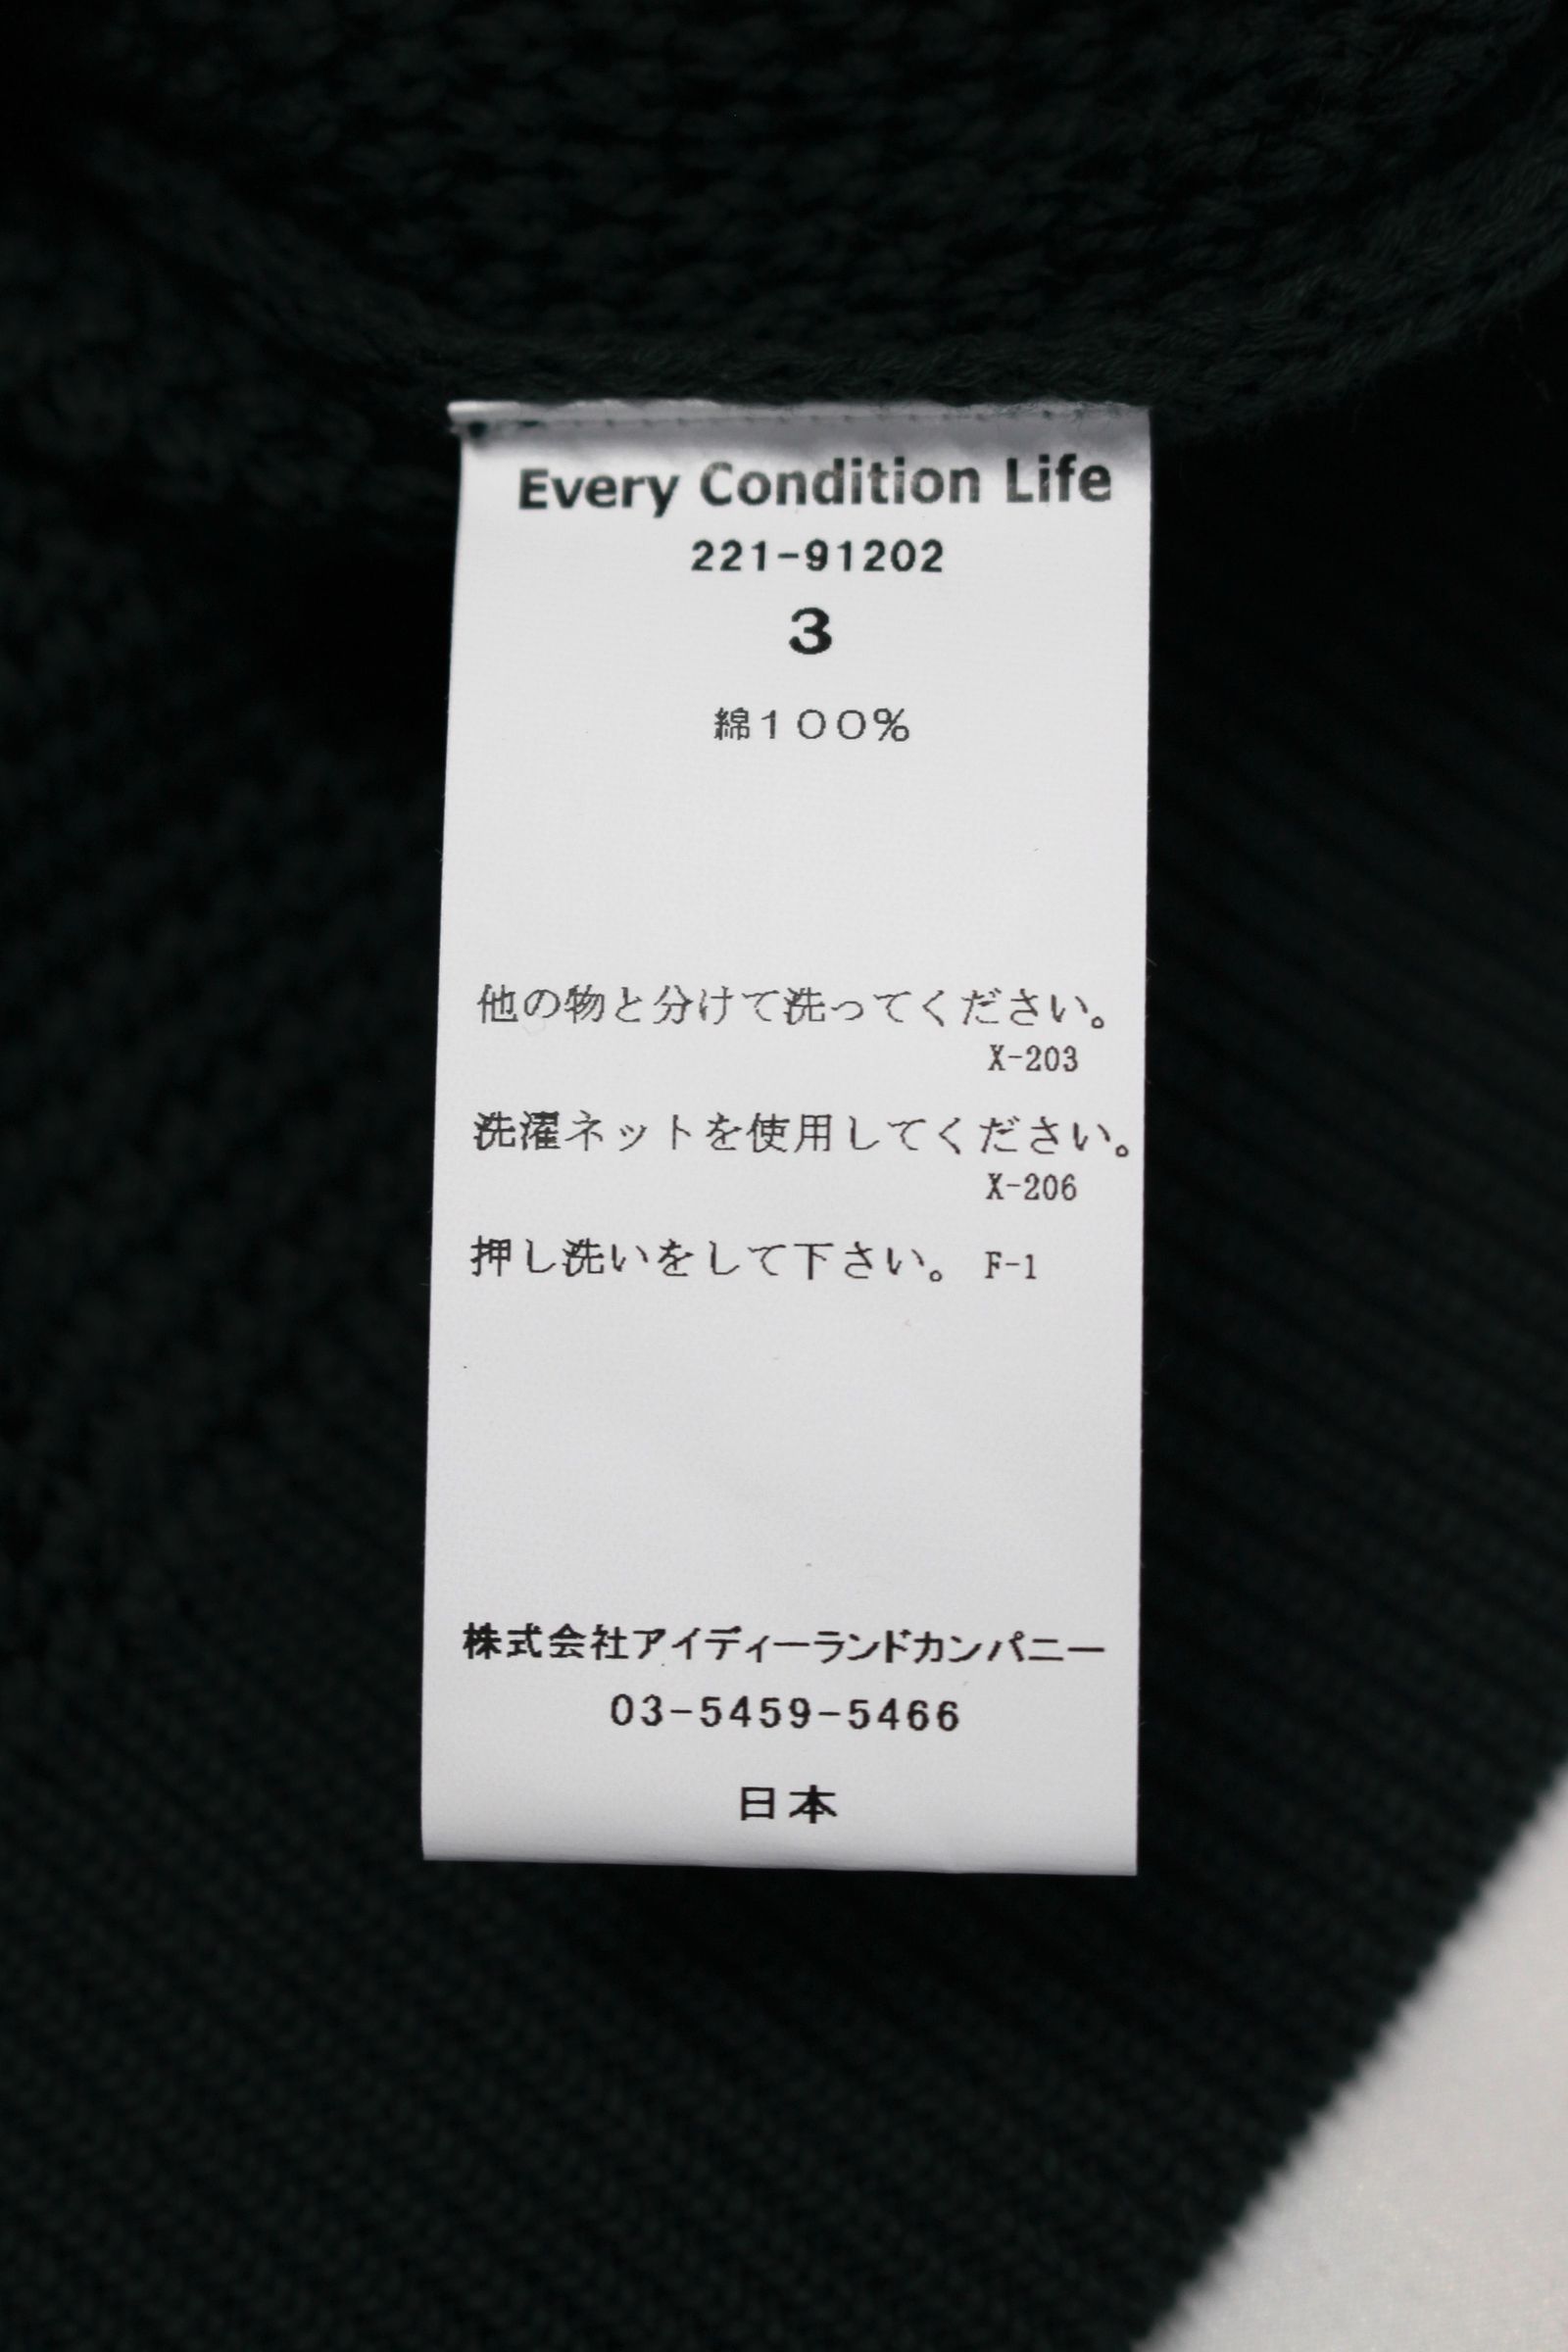 Every Condition Life
221-91202
3
綿100%
他の物と分けて洗ってください。
X-203
洗濯ネットを使用してください。
X-206
押し洗いをして下さい。 F-1
株式会社アイディーランドカンパニー
03-5459-5466
日本